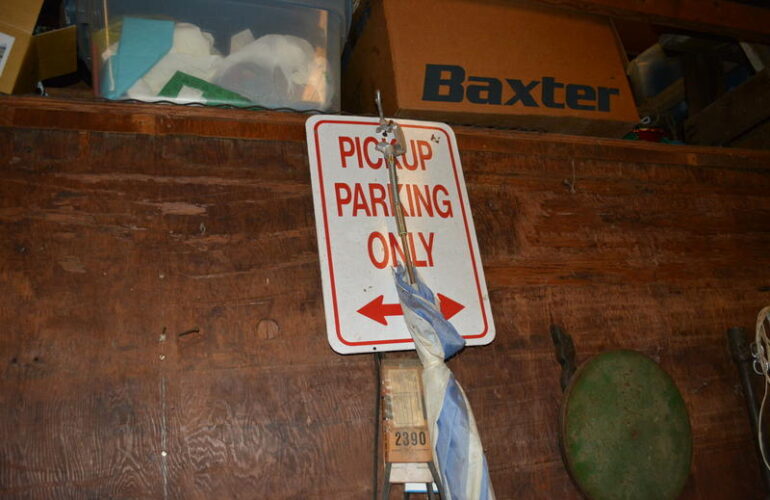 Baxter
PICKUP
PARKING
ONLY
2390